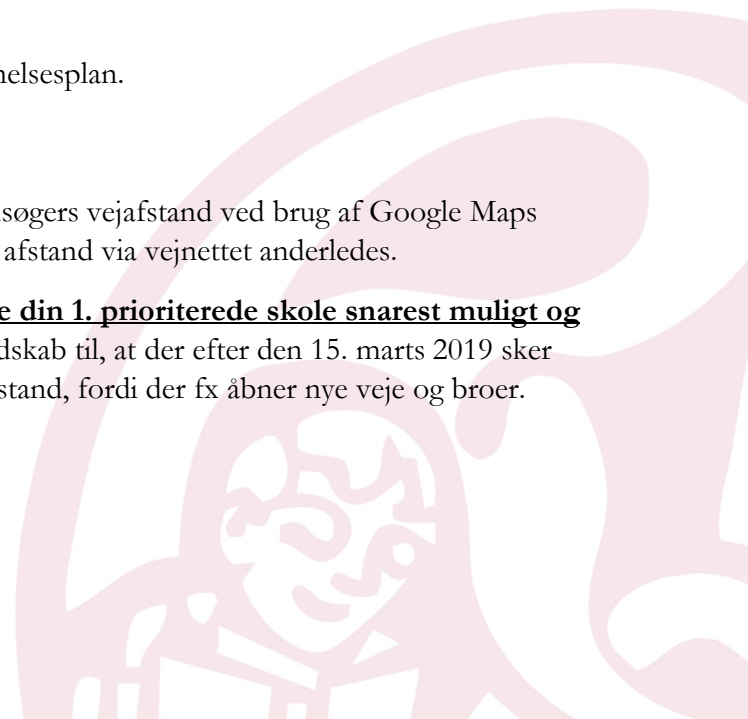 nelsesplan.
søgers vejafstand ved brug af Google Maps
afstand via vejnettet anderledes.
e din 1. prioriterede skole snarest muligt og
dskab til, at der efter den 15. marts 2019 sker
stand, fordi der fx åbner nye veje og broer.